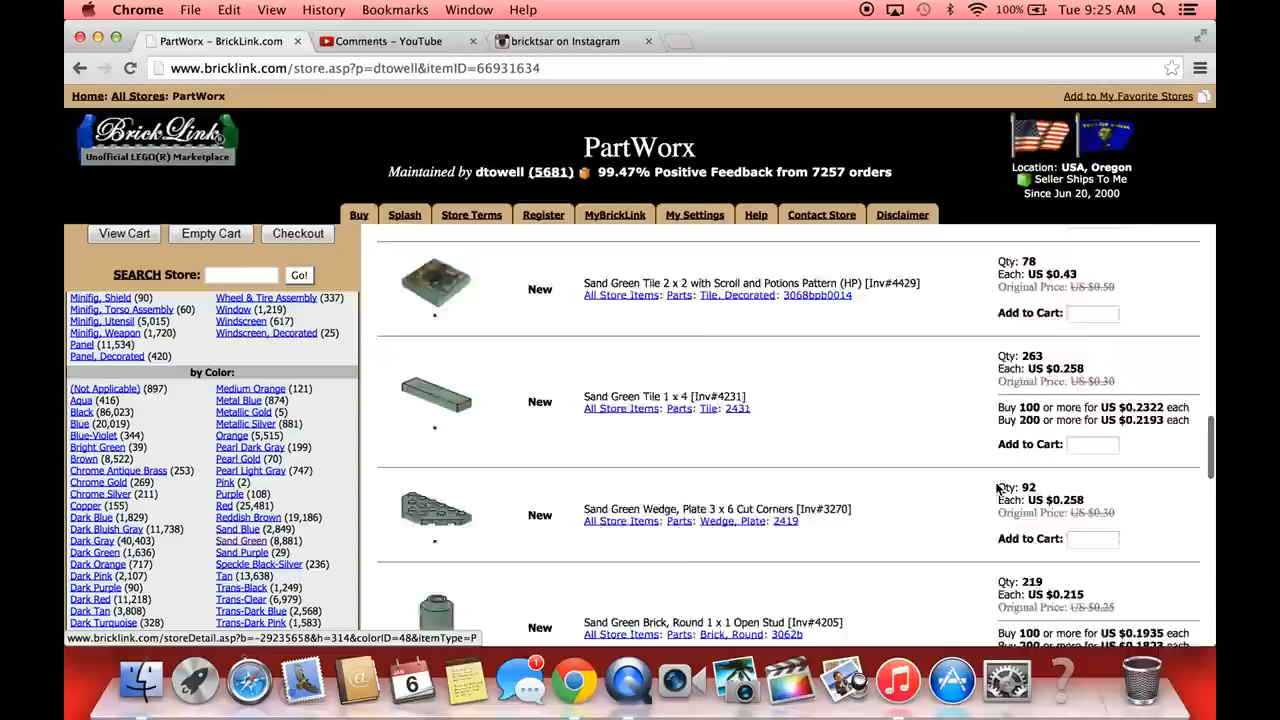 Chrome File Edit View History Bookmarks Window Help 100% Tue 9:25 AM
PartWorx – BrickLink.com Comments - YouTube bricktsar on Instagram
www.bricklink.com/store.asp?p=dtowell&itemID=66931634
Home: All Stores: PartWorx Add to My Favorite Stores
BrickLink
Unofficial LEGO(R) Marketplace
PartWorx
Maintained by dtowell (5681) 99.47% Positive Feedback from 7257 orders
Location: USA, Oregon
Seller Ships To Me
Since Jun 20, 2000
Buy Splash Store Terms Register MyBrickLink My Settings Help Contact Store Disclaimer
View Cart Empty Cart Checkout
SEARCH Store: Go!
Minifig, Shield (90) Wheel & Tire Assembly (337)
Minifig, Torso Assembly (60) Window (1,219)
Minifig, Utensil (5,015) Windscreen (617)
Minifig, Weapon (1,720) Windscreen, Decorated (25)
Panel (11,534)
Panel, Decorated (420)
by Color:
(Not Applicable) (897) Medium Orange (121)
Aqua (416) Metal Blue (874)
Black (86,023) Metallic Gold (5)
Blue (20,019) Metallic Silver (881)
Blue-Violet (344) Orange (5,515)
Bright Green (39) Pearl Dark Gray (199)
Brown (8,522) Pearl Gold (70)
Chrome Antique Brass (253) Pearl Light Gray (747)
Chrome Gold (269) Pink (2)
Chrome Silver (211) Purple (108)
Copper (155) Red (25,481)
Dark Blue (1,829) Reddish Brown (19,186)
Dark Bluish Gray (11,738) Sand Blue (2,849)
Dark Gray (40,403) Sand Green (8,881)
Dark Green (1,636) Sand Purple (29)
Dark Orange (717) Speckle Black-Silver (236)
Dark Pink (2,107) Tan (13,638)
Dark Purple (90) Trans-Black (1,249)
Dark Red (11,218) Trans-Clear (6,979)
Dark Tan (3,808) Trans-Dark Blue (2,568)
Dark Turquoise (328) Trans-Dark Pink (1,583)
New
Sand Green Tile 2 x 2 with Scroll and Potions Pattern (HP) [Inv#4429]
All Store Items: Parts: Tile, Decorated: 3068bpb0014
Qty: 78
Each: US $0.43
Original Price: US $0.50
Add to Cart:
New
Sand Green Tile 1 x 4 [Inv#4231]
All Store Items: Parts: Tile: 2431
Qty: 263
Each: US $0.258
Original Price: US $0.30
Buy 100 or more for US $0.2322 each
Buy 200 or more for US $0.2193 each
Add to Cart:
New
Sand Green Wedge, Plate 3 x 6 Cut Corners [Inv#3270]
All Store Items: Parts: Wedge, Plate: 2419
Qty: 92
Each: US $0.258
Original Price: US $0.30
Add to Cart:
New
Sand Green Brick, Round 1 x 1 Open Stud [Inv#4205]
All Store Items: Parts: Brick, Round: 3062b
Qty: 219
Each: US $0.215
Original Price: US $0.25
Buy 100 or more for US $0.1935 each
www.bricklink.com/storeDetail.asp?b=-29235658&h=314&colorID=48&itemType=P
JAN
6
1